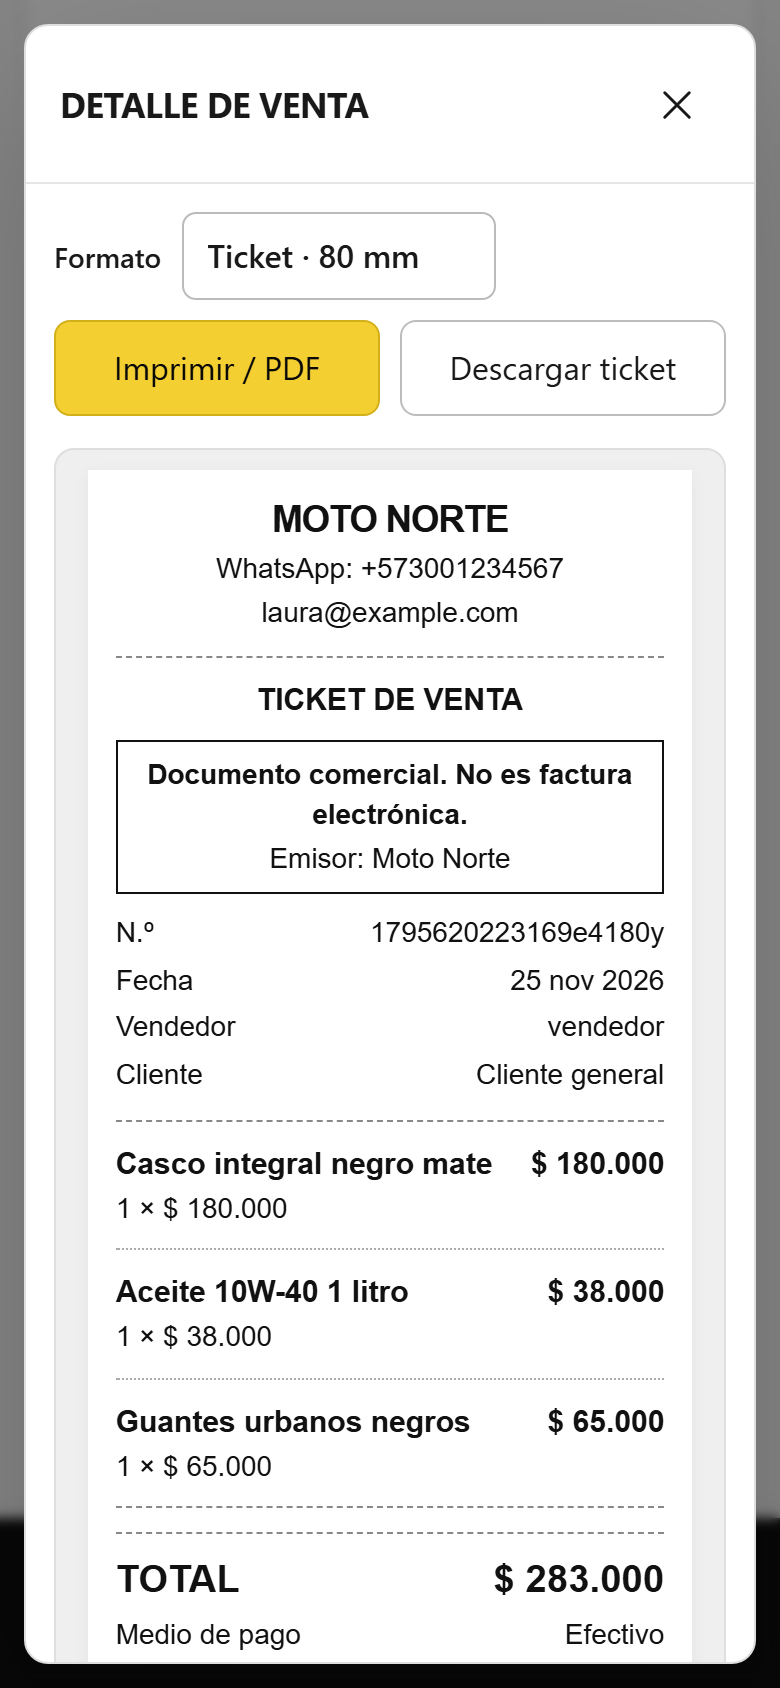 DETALLE DE VENTA
Formato Ticket · 80 mm
Imprimir / PDF Descargar ticket
MOTO NORTE
WhatsApp: +573001234567
laura@example.com
TICKET DE VENTA
Documento comercial. No es factura
electrónica.
Emisor: Moto Norte
N.º 1795620223169e4180y
Fecha 25 nov 2026
Vendedor vendedor
Cliente Cliente general
Casco integral negro mate $ 180.000
1 × $ 180.000
Aceite 10W-40 1 litro $ 38.000
1 × $ 38.000
Guantes urbanos negros $ 65.000
1 × $ 65.000
TOTAL $ 283.000
Medio de pago Efectivo